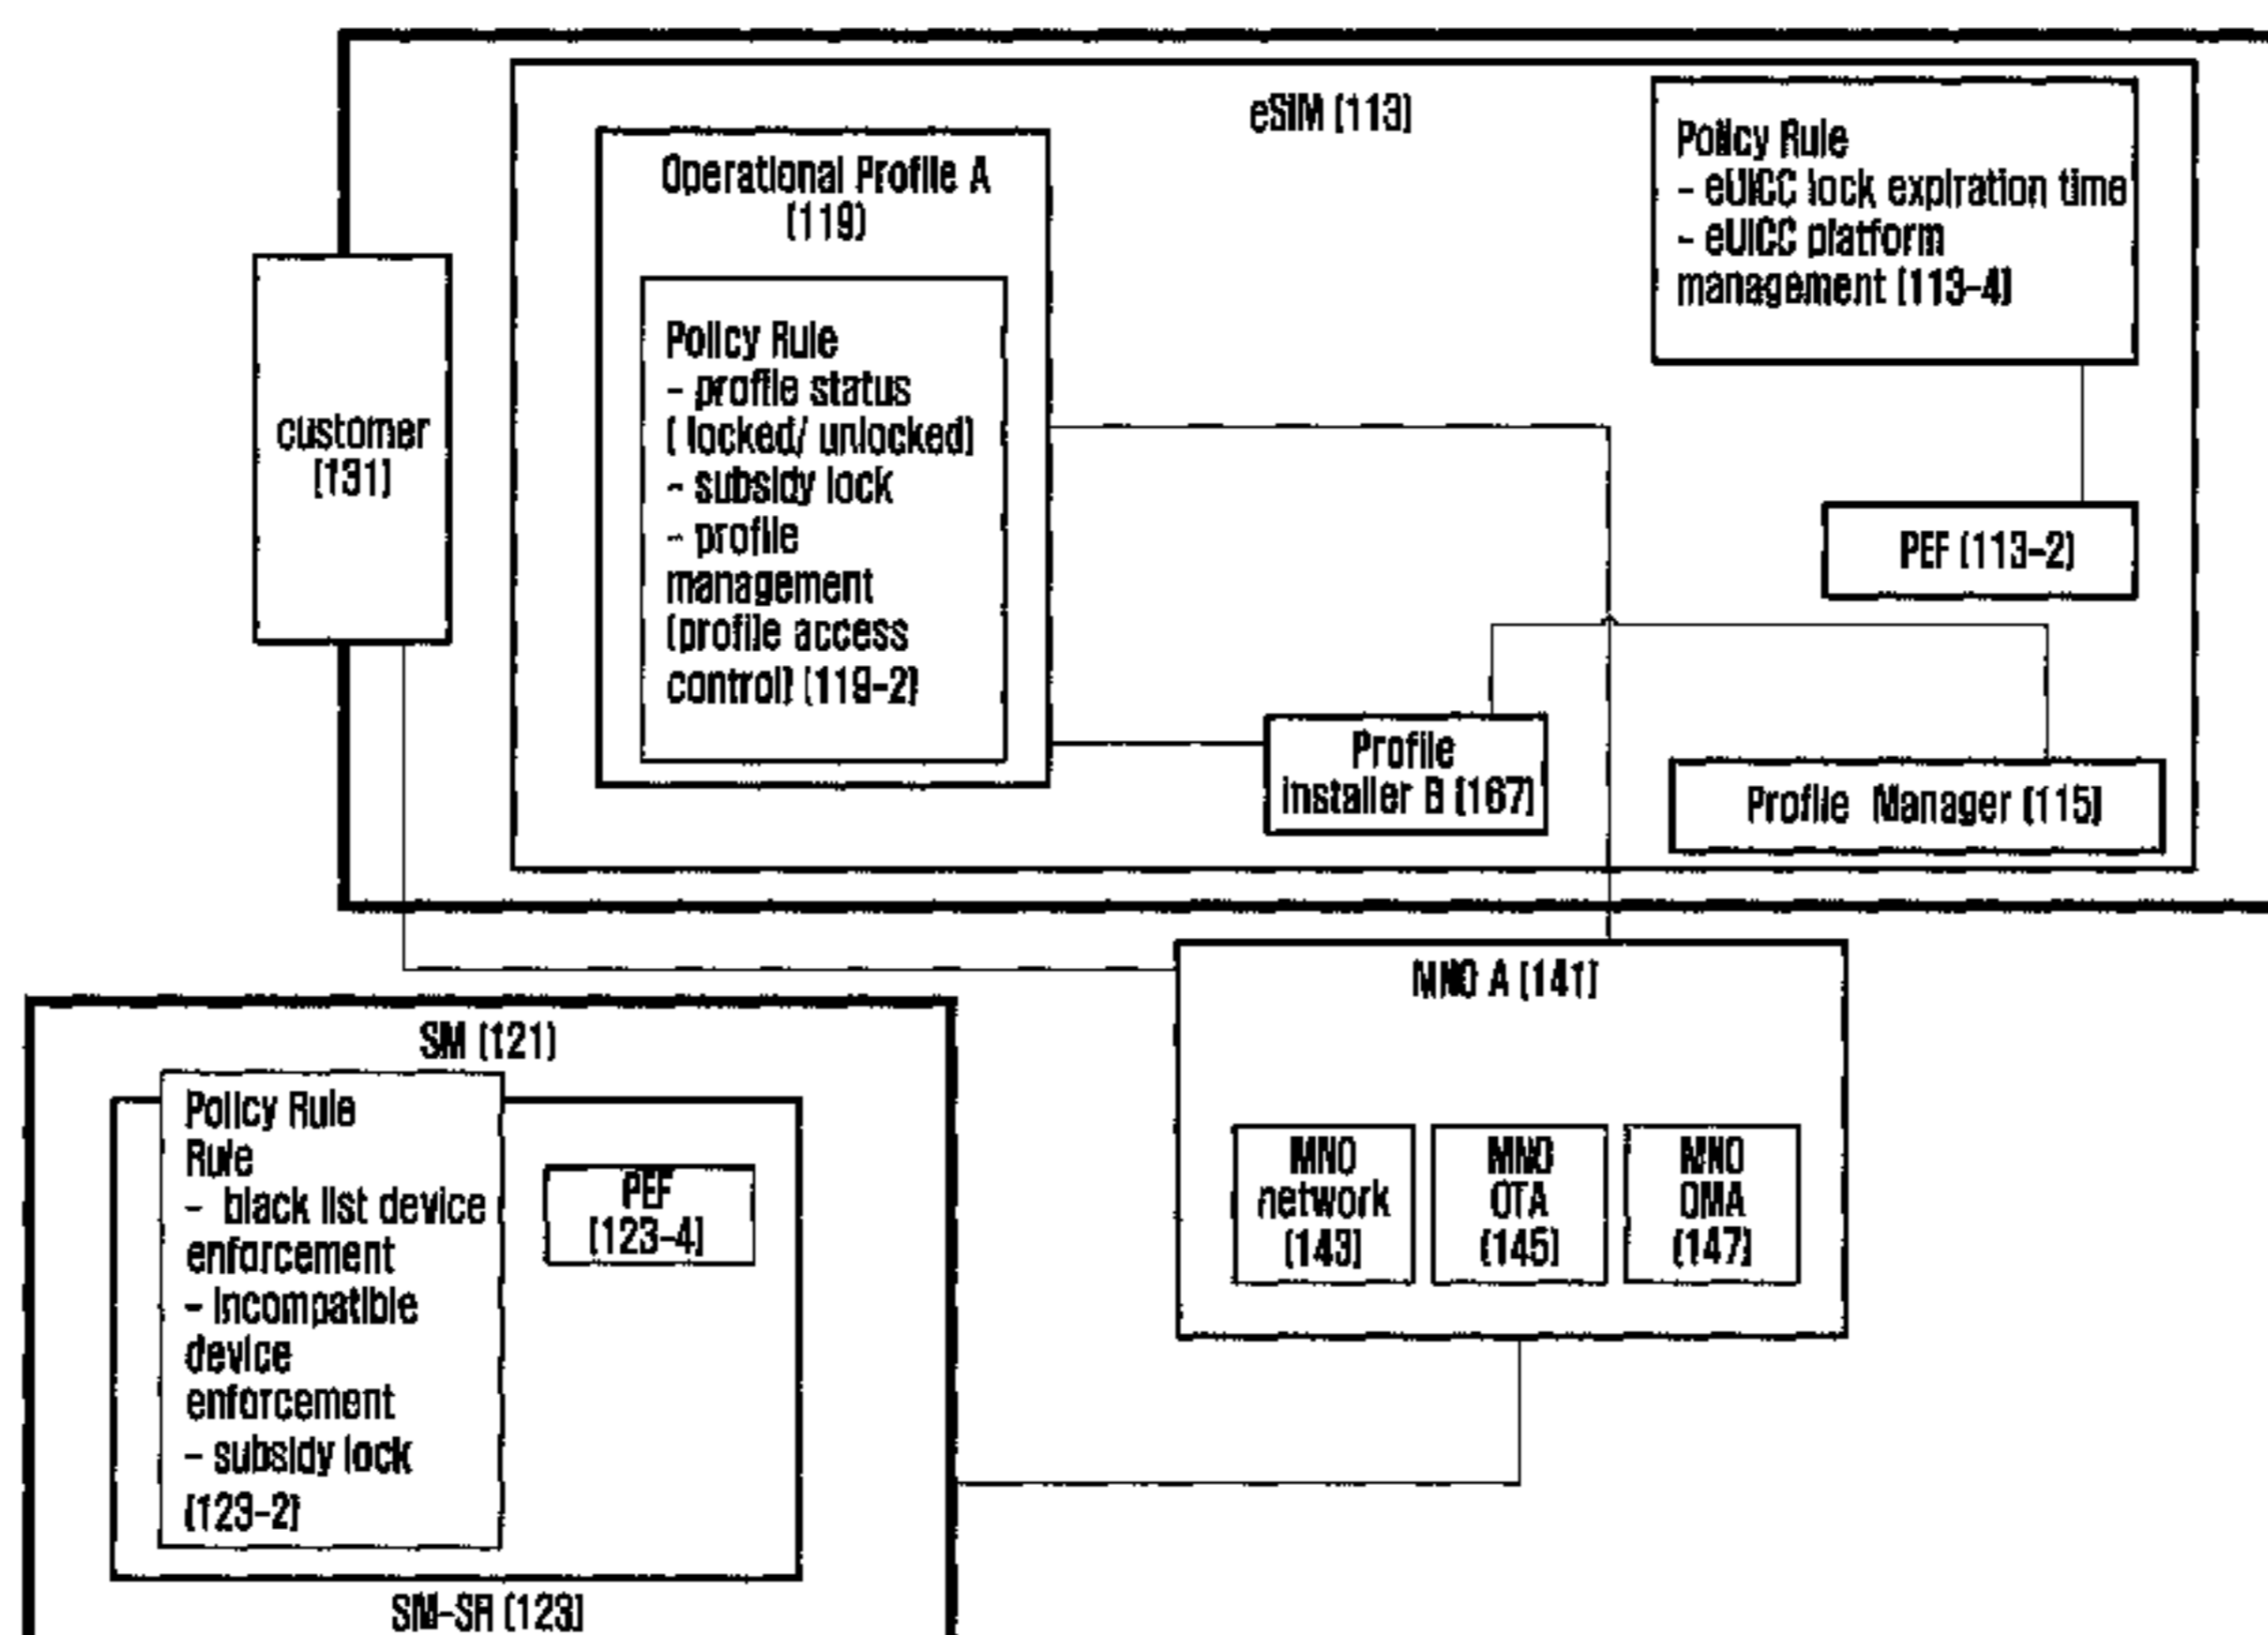 eSIM (113)
Operational Profile A
(119)
Policy Rule
- profile status
( locked/ unlocked)
- subsidy lock
- profile
management
(profile access
control) (119-2)
Policy Rule
- eUICC lock expiration time
- eUICC platform
management (113-4)
customer
(131)
PEF (113-2)
Profile
installer B (167)
Profile Manager (115)
MNO A (141)
MNO
network
(143)
MNO
OTA
(145)
MNO
OMA
(147)
SM (121)
Policy Rule
Rule
- black list device
enforcement
- incompatible
device
enforcement
- subsidy lock
(123-2)
PEF
(123-4)
SM-SR (123)